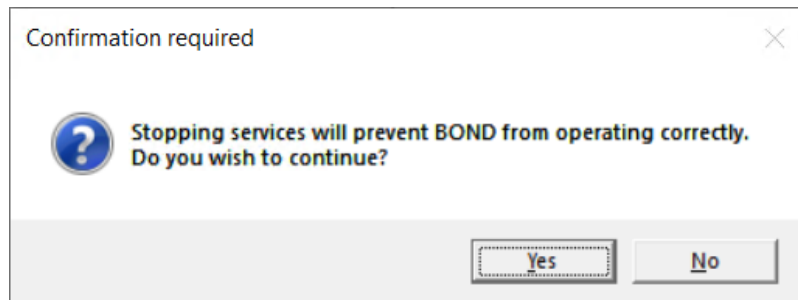 Confirmation required
Stopping services will prevent BOND from operating correctly.
Do you wish to continue?
Yes
No